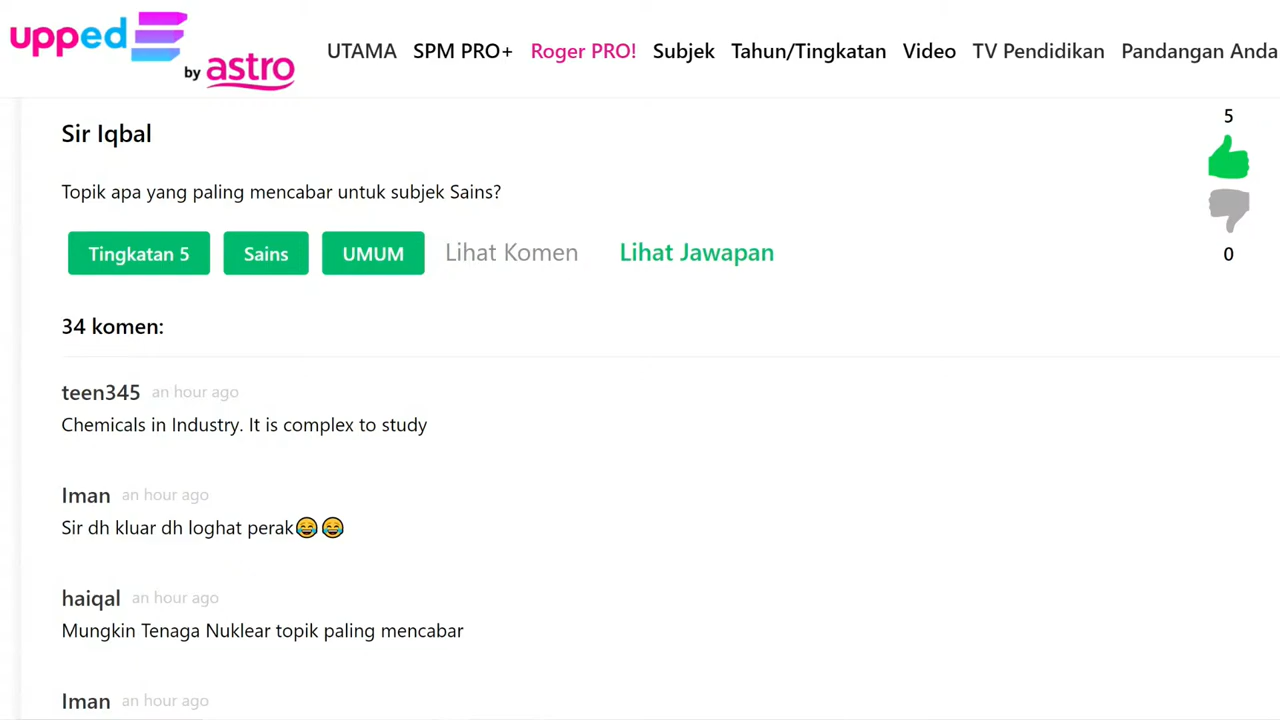 upped
by astro
UTAMA SPM PRO+ Roger PRO! Subjek Tahun/Tingkatan Video TV Pendidikan Pandangan Anda
Sir Iqbal
5
Topik apa yang paling mencabar untuk subjek Sains?
Tingkatan 5 Sains UMUM Lihat Komen Lihat Jawapan
0
34 komen:
teen345 an hour ago
Chemicals in Industry. It is complex to study
Iman an hour ago
Sir dh kluar dh loghat perak😂😂
haiqal an hour ago
Mungkin Tenaga Nuklear topik paling mencabar
Iman an hour ago